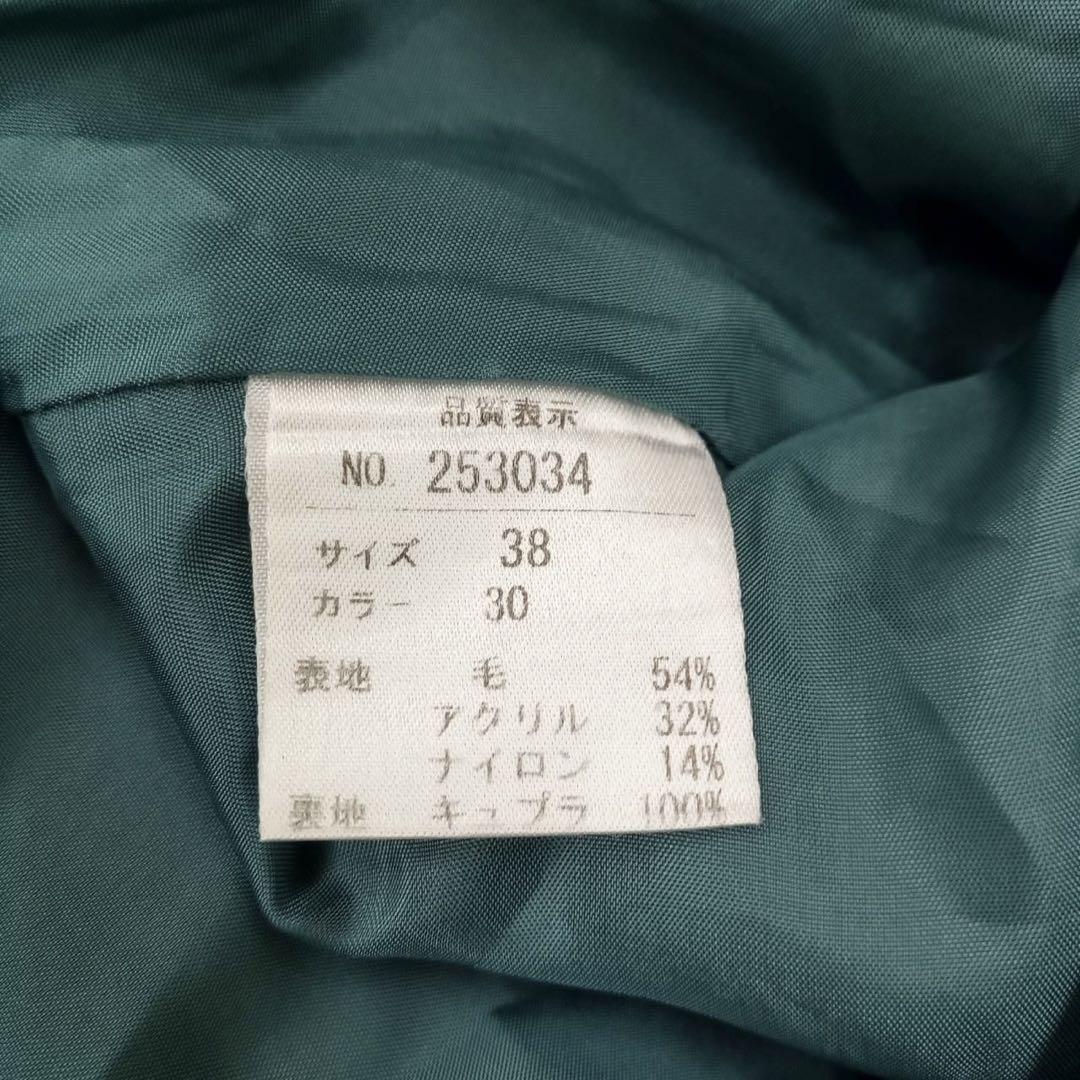 品質表示
NO. 253034
サイズ 38
カラー 30
表地 毛 54%
アクリル 32%
ナイロン 14%
裏地 キュプラ 100%